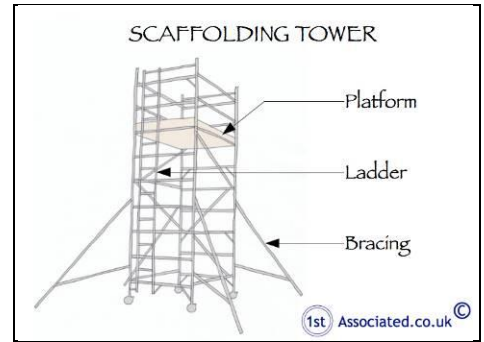 SCAFFOLDING TOWER
Platform
Ladder
Bracing
1st Associated.co.uk ©